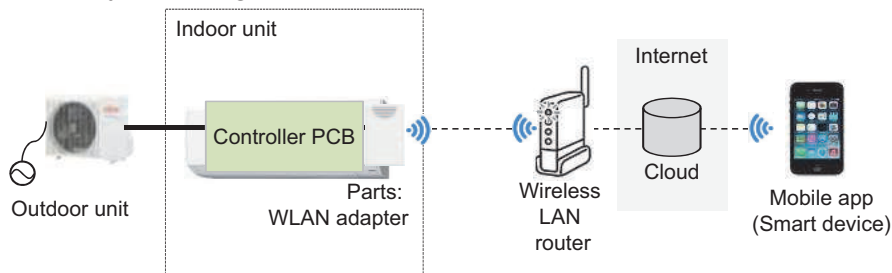 Indoor unit
Internet
Controller PCB
Cloud
Outdoor unit
Parts:
WLAN adapter
Wireless
LAN
router
Mobile app
(Smart device)